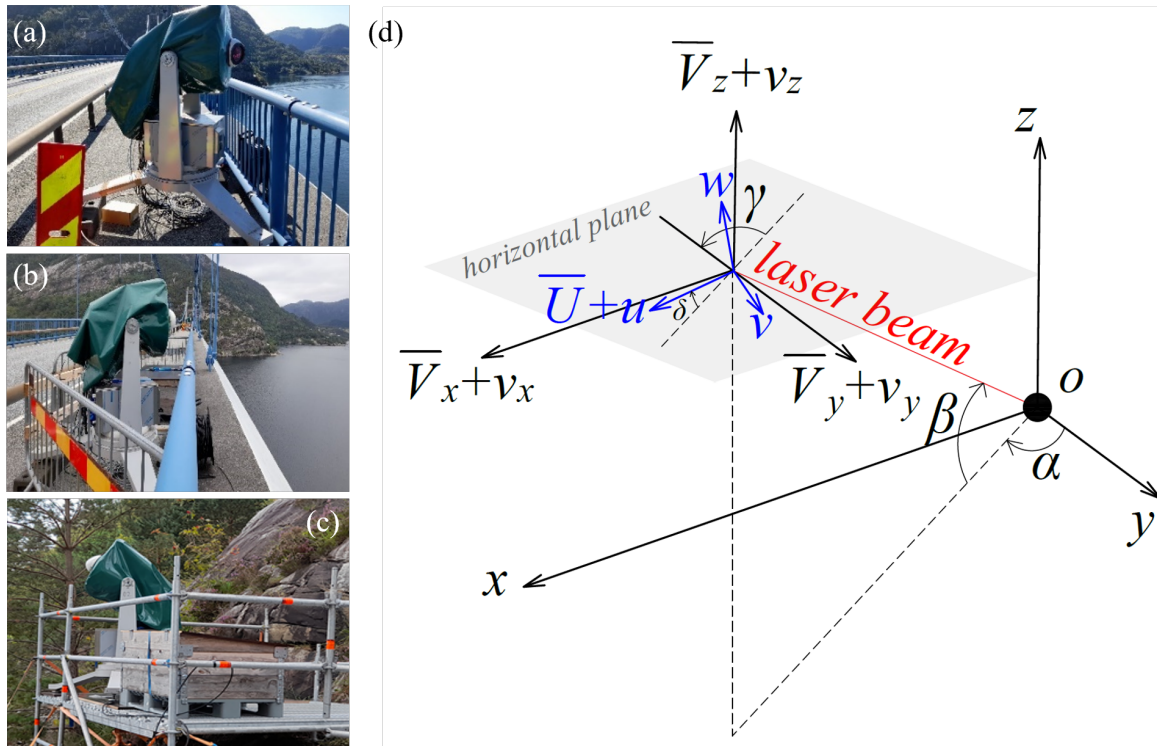 (a)
(b)
(c)
(d)
V̅z+vz
z
w
γ
horizontal plane
laser beam
U̅+u
δ
v
V̅x+vx
V̅y+vy
o
β
α
y
x